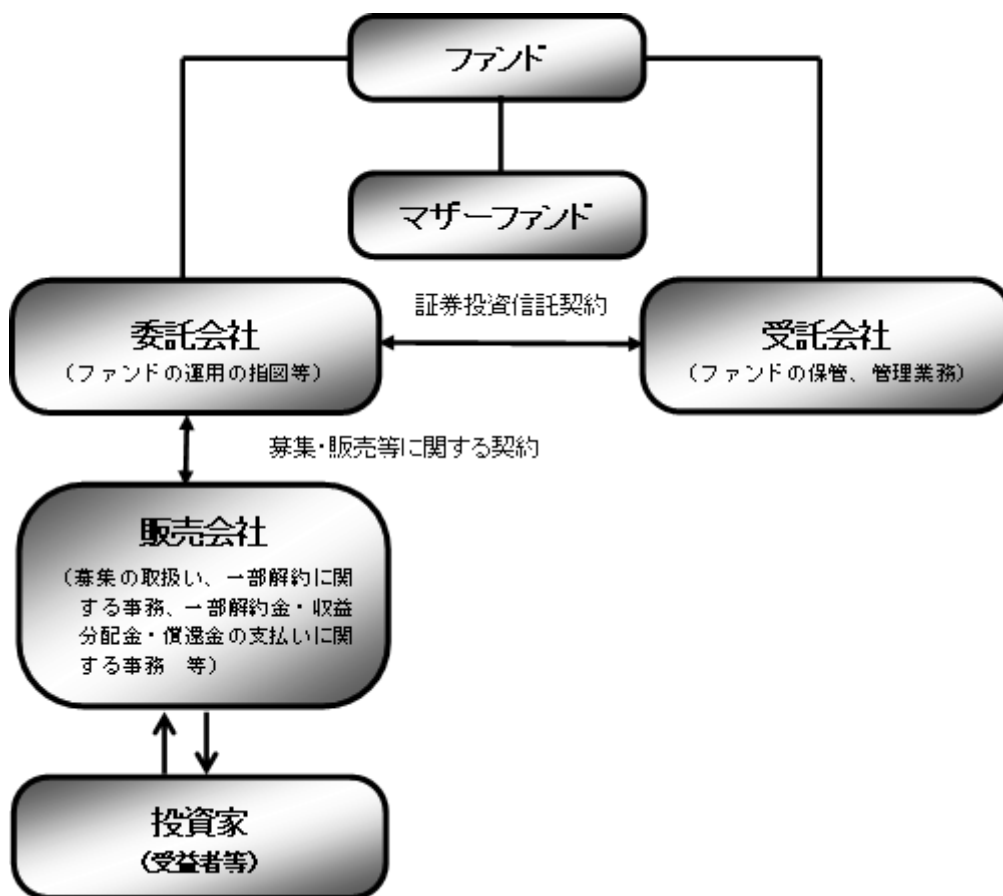 ファンド
マザーファンド
証券投資信託契約
委託会社
（ファンドの運用の指図等）
受託会社
（ファンドの保管、管理業務）
募集・販売等に関する契約
販売会社
（募集の取扱い、一部解約に関
する事務、一部解約金・収益
分配金・償還金の支払いに関
する事務　等）
投資家
（受益者等）